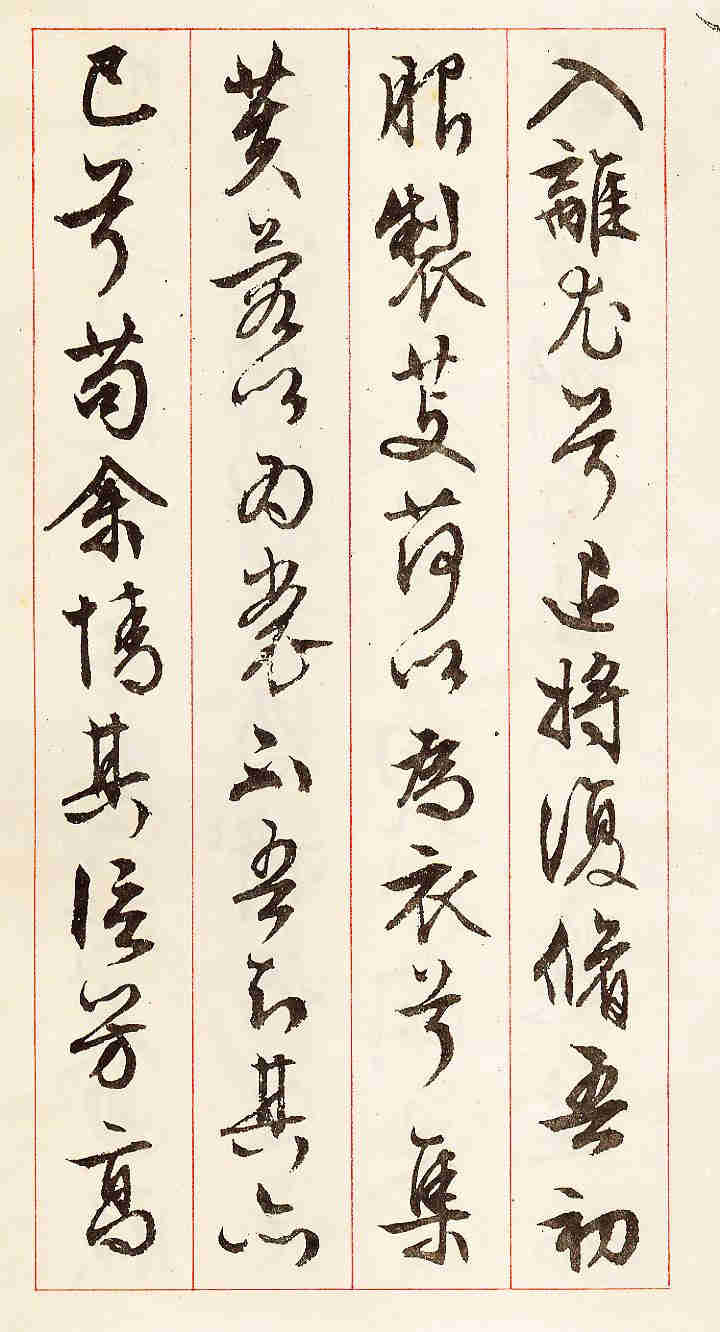 入離尤兮退將復脩吾初
服製芰荷以為衣兮集
芙蓉以為裳不吾知其亦
已兮苟余情其信芳高